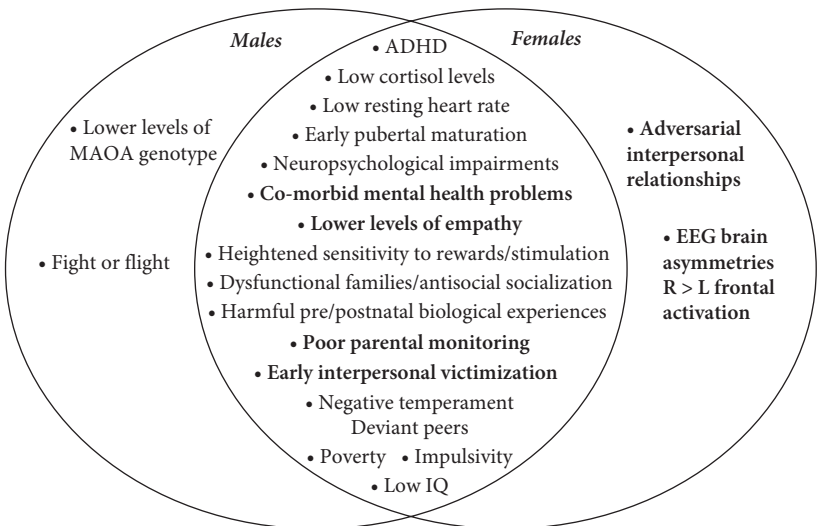 Males
Females
• ADHD
• Low cortisol levels
• Low resting heart rate
• Early pubertal maturation
• Neuropsychological impairments
• Co-morbid mental health problems
• Lower levels of empathy
• Heightened sensitivity to rewards/stimulation
• Dysfunctional families/antisocial socialization
• Harmful pre/postnatal biological experiences
• Poor parental monitoring
• Early interpersonal victimization
• Negative temperament
Deviant peers
• Poverty • Impulsivity
• Low IQ
• Lower levels of
MAOA genotype
• Fight or flight
• Adversarial
interpersonal
relationships
• EEG brain
asymmetries
R > L frontal
activation